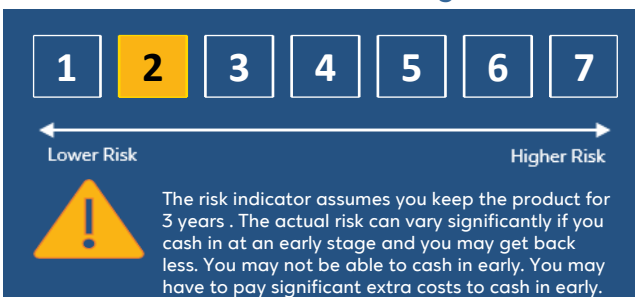 1 2 3 4 5 6 7
Lower Risk Higher Risk
The risk indicator assumes you keep the product for
3 years . The actual risk can vary significantly if you
cash in at an early stage and you may get back
less. You may not be able to cash in early. You may
have to pay significant extra costs to cash in early.